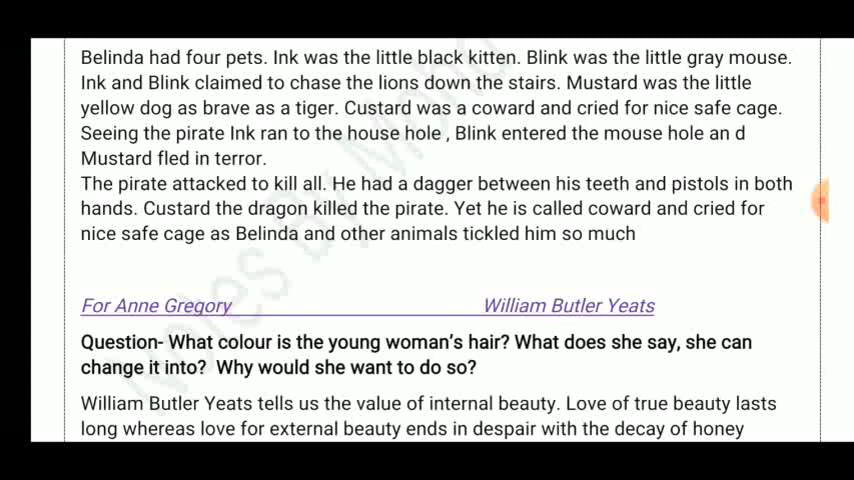 Belinda had four pets. Ink was the little black kitten. Blink was the little gray mouse.
Ink and Blink claimed to chase the lions down the stairs. Mustard was the little
yellow dog as brave as a tiger. Custard was a coward and cried for nice safe cage.
Seeing the pirate Ink ran to the house hole , Blink entered the mouse hole an d
Mustard fled in terror.
The pirate attacked to kill all. He had a dagger between his teeth and pistols in both
hands. Custard the dragon killed the pirate. Yet he is called coward and cried for
nice safe cage as Belinda and other animals tickled him so much
For Anne Gregory William Butler Yeats
Question- What colour is the young woman's hair? What does she say, she can
change it into? Why would she want to do so?
William Butler Yeats tells us the value of internal beauty. Love of true beauty lasts
long whereas love for external beauty ends in despair with the decay of honey
Notes By